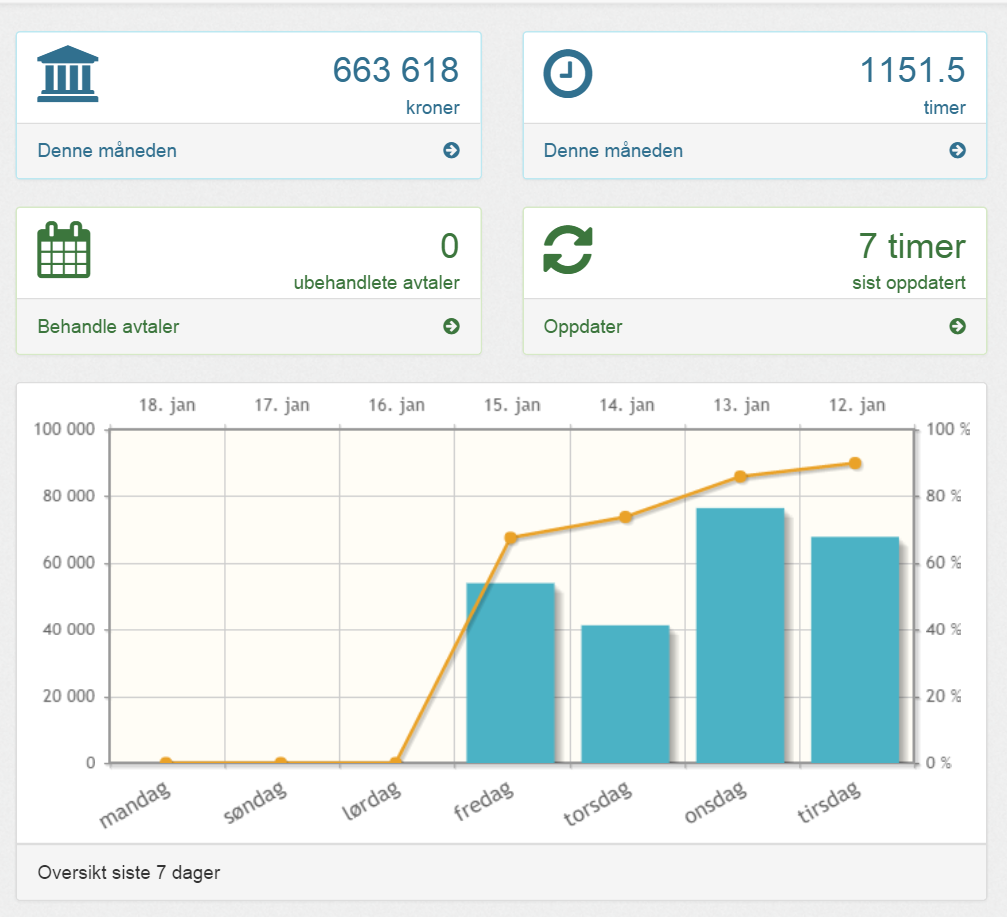 663 618
kroner
Denne måneden
1151.5
timer
Denne måneden
0
ubehandlete avtaler
Behandle avtaler
7 timer
sist oppdatert
Oppdater
18. jan 17. jan 16. jan 15. jan 14. jan 13. jan 12. jan
100 000 100 %
80 000 80 %
60 000 60 %
40 000 40 %
20 000 20 %
0 0 %
mandag søndag lørdag fredag torsdag onsdag tirsdag
Oversikt siste 7 dager